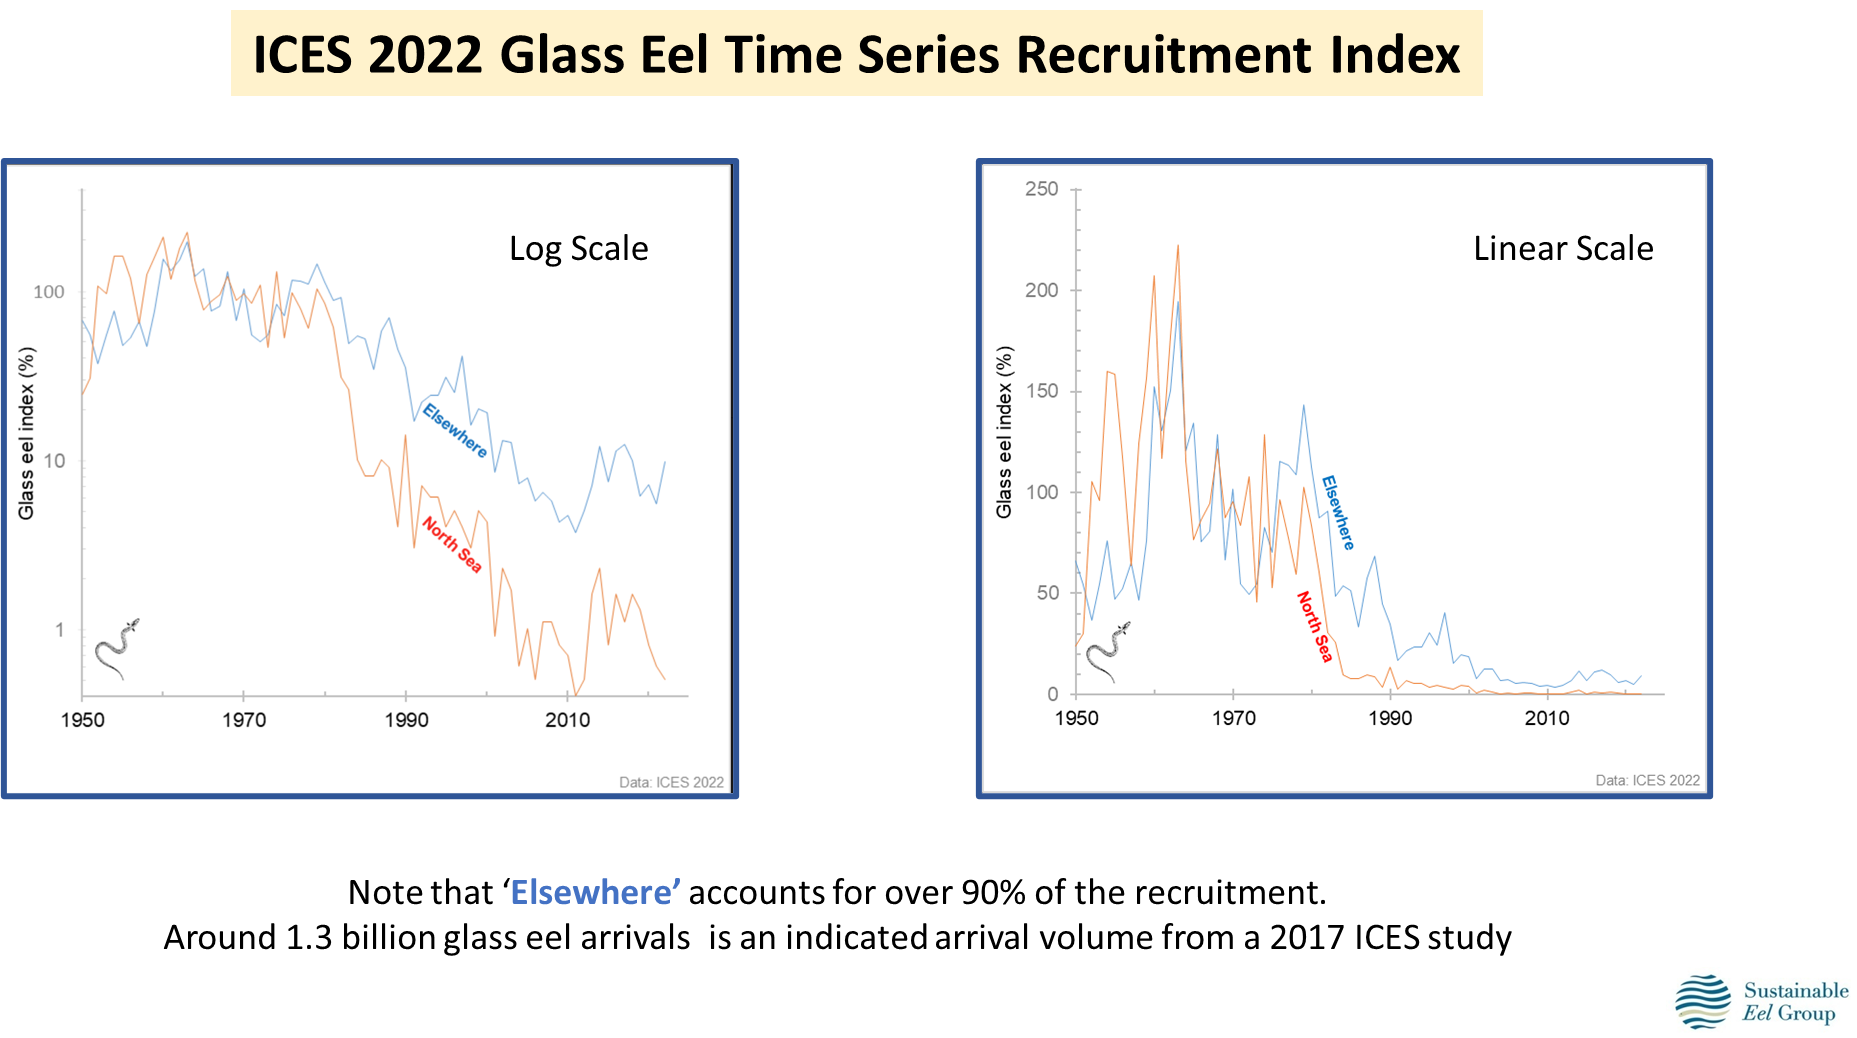 ICES 2022 Glass Eel Time Series Recruitment Index
Log Scale
100
10
1
Glass eel index (%)
Elsewhere
North Sea
1950
1970
1990
2010
Data: ICES 2022
Linear Scale
250
200
150
100
50
0
Glass eel index (%)
Elsewhere
North Sea
1950
1970
1990
2010
Data: ICES 2022
Note that ‘Elsewhere’ accounts for over 90% of the recruitment.
Around 1.3 billion glass eel arrivals  is an indicated arrival volume from a 2017 ICES study
Sustainable
Eel Group